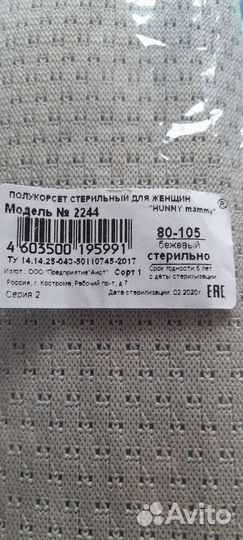 ПОЛУКОРСЕТ СТЕРИЛЬНЫЙ ДЛЯ ЖЕНЩИН
"HUNNY mammy" ®
Модель № 2244
80-105
бежевый
4 603500 195991
стерильно
ТУ 14.14.25-042-50110745-2017
Срок годности 5 лет
с даты стерилизации
Изгот.: ООО "Предприятие"Аист" Сорт 1
Россия, г. Кострома, Рабочий пр-т, д.7
Дата стерилизации: 02.2020г.
EAC
Серия 2
Avito